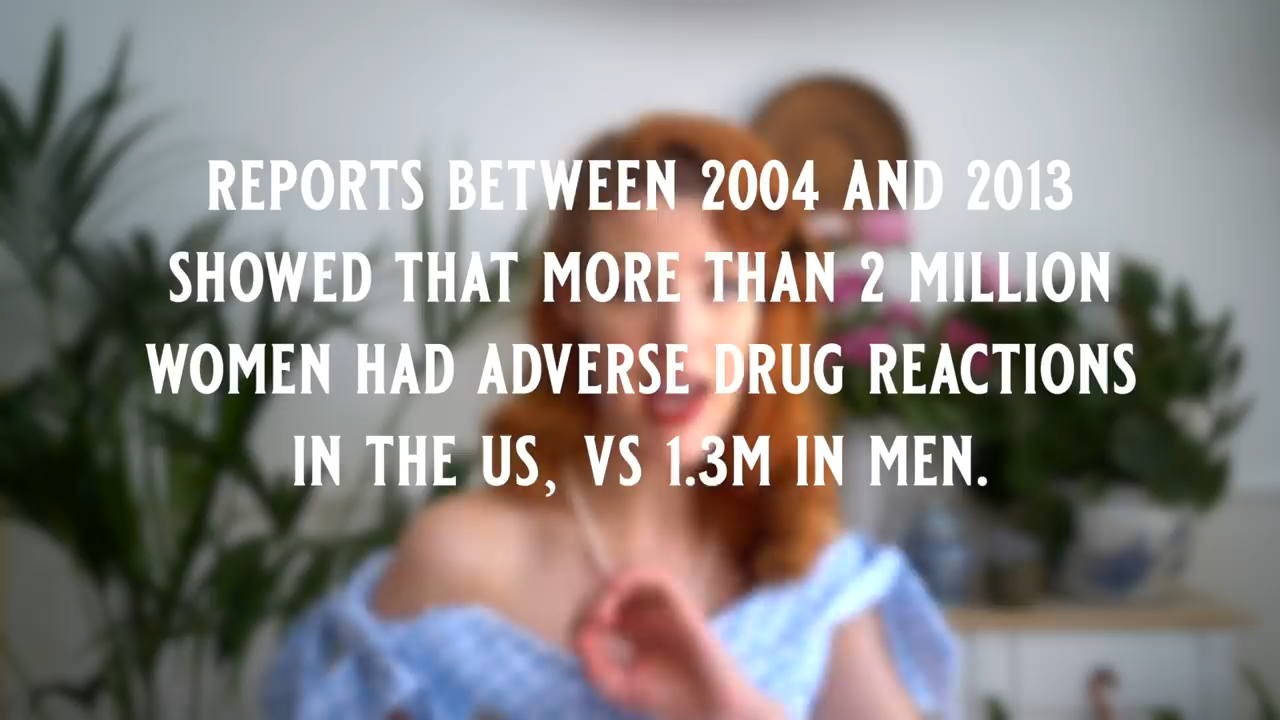 REPORTS BETWEEN 2004 AND 2013
SHOWED THAT MORE THAN 2 MILLION
WOMEN HAD ADVERSE DRUG REACTIONS
IN THE US, VS 1.3M IN MEN.